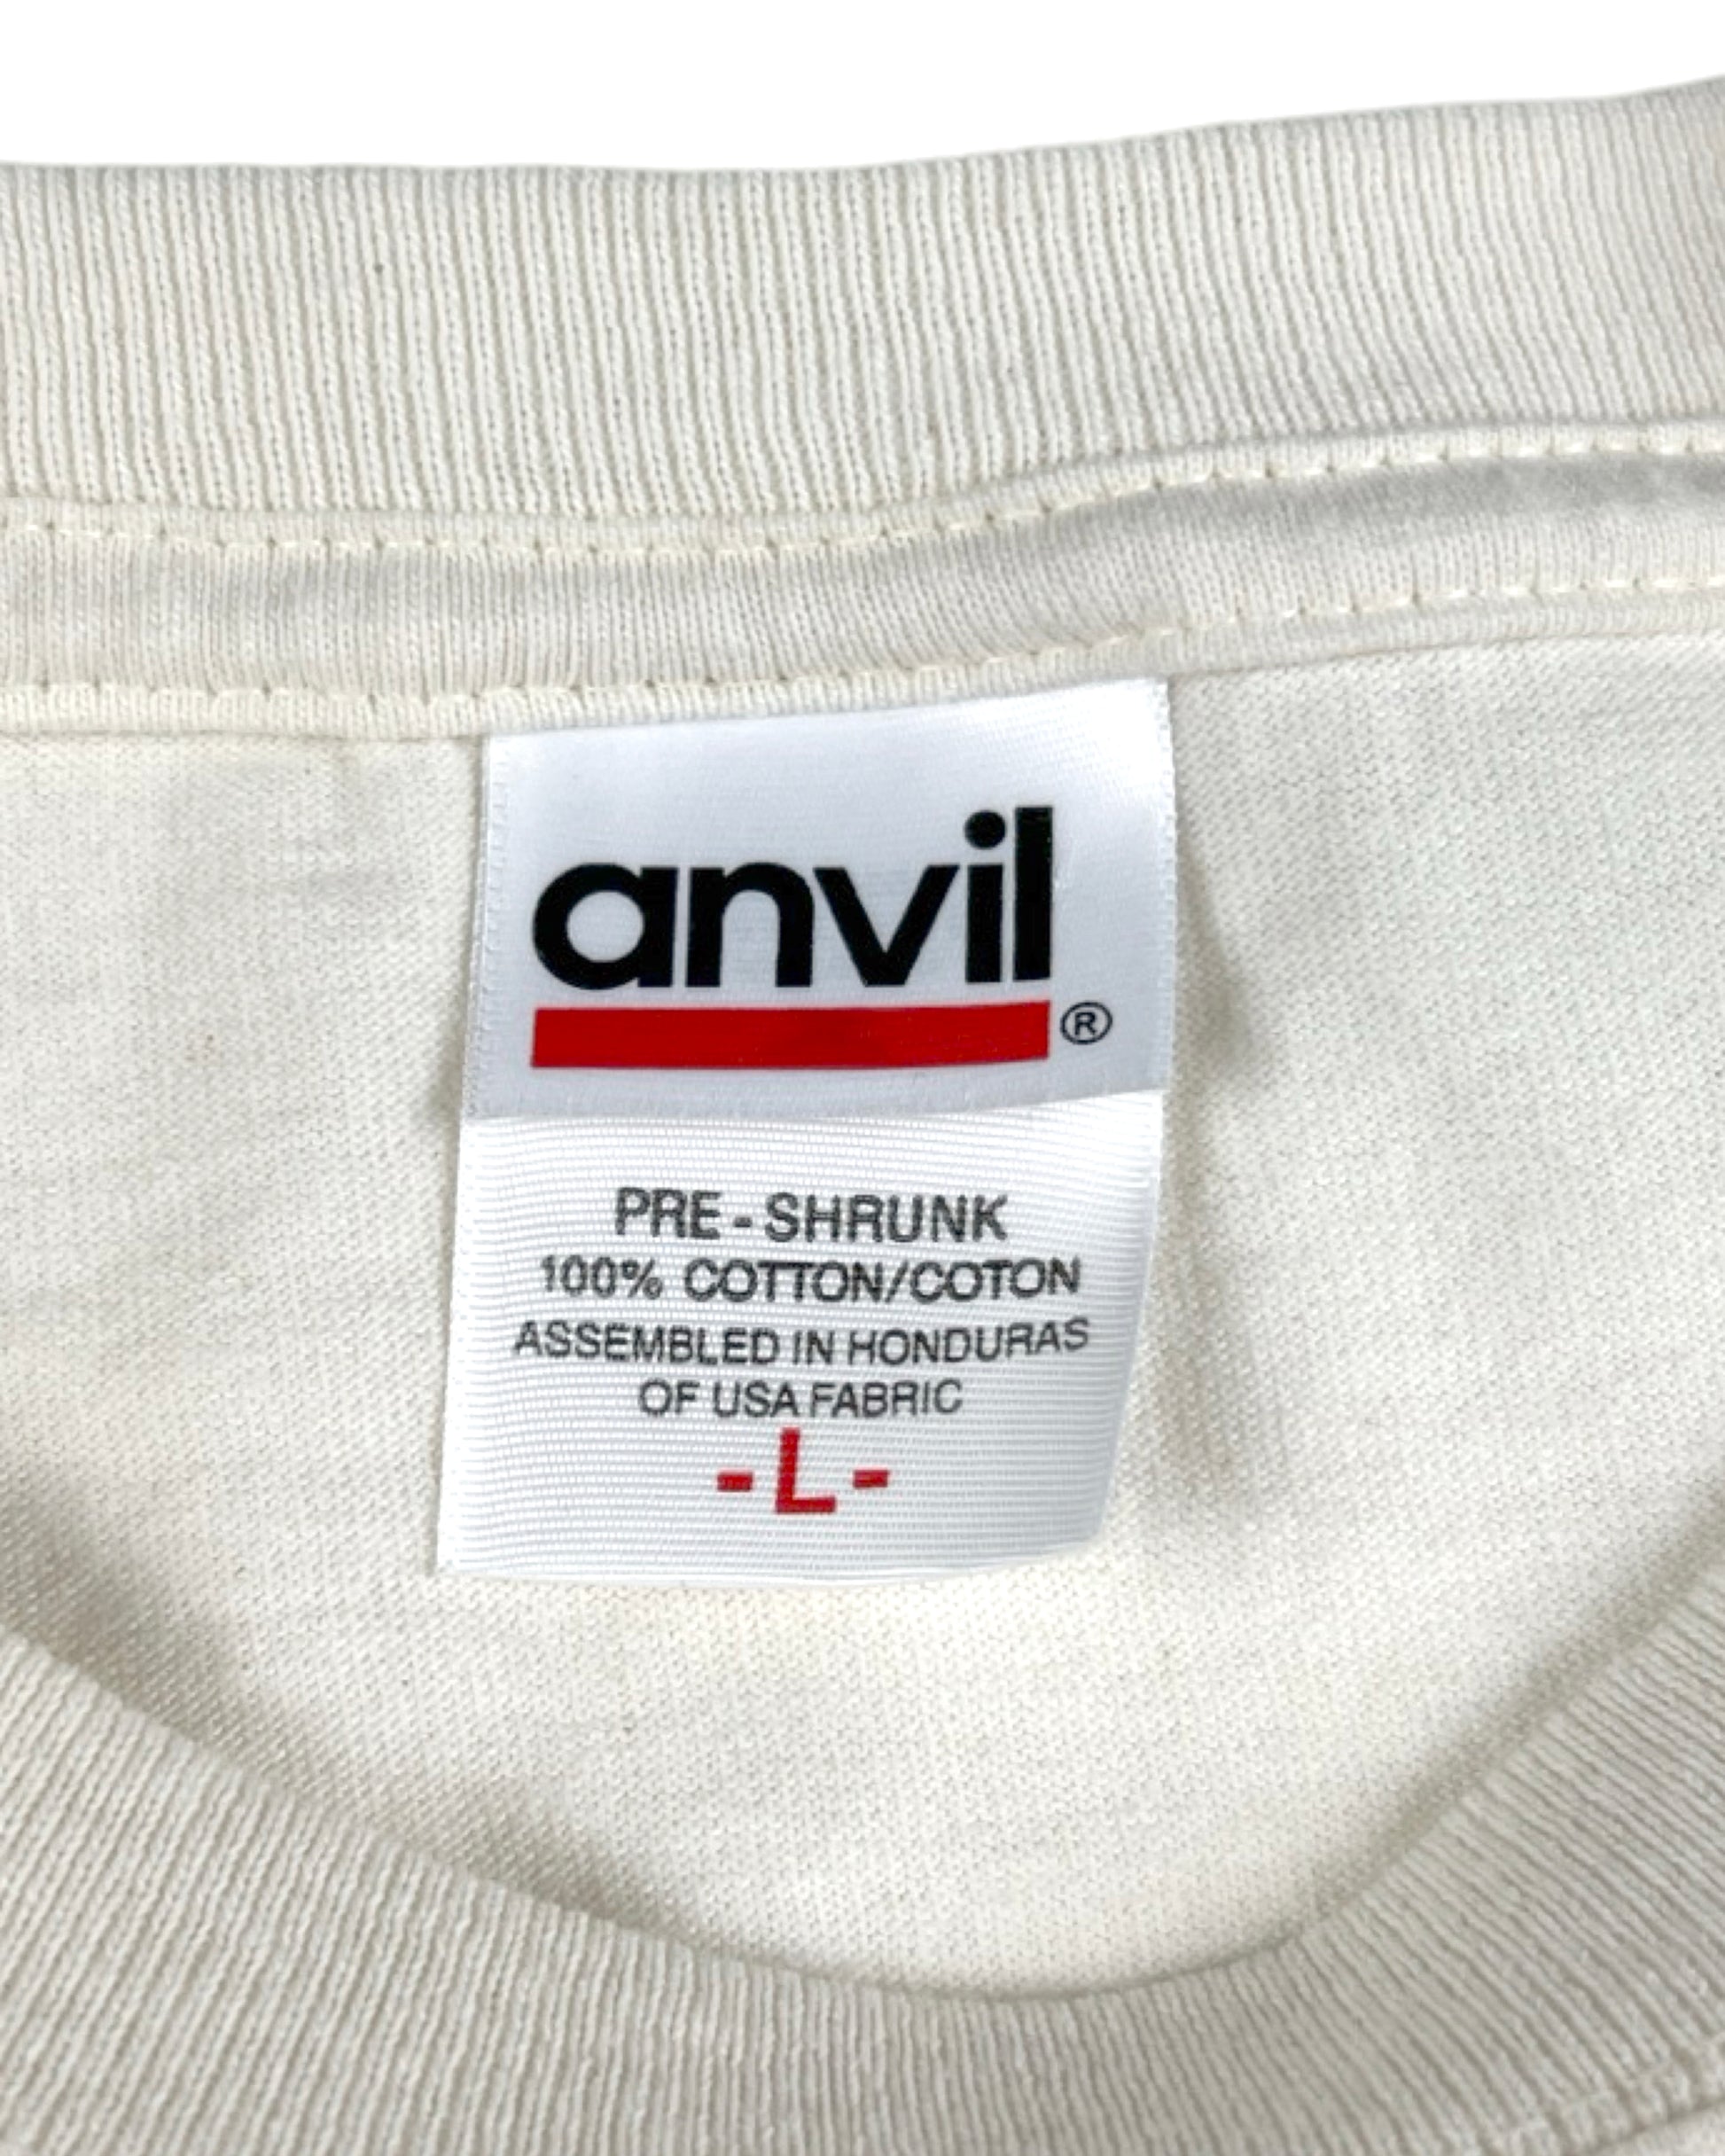 anvil
®
PRE - SHRUNK
100% COTTON/COTON
ASSEMBLED IN HONDURAS
OF USA FABRIC
- L -